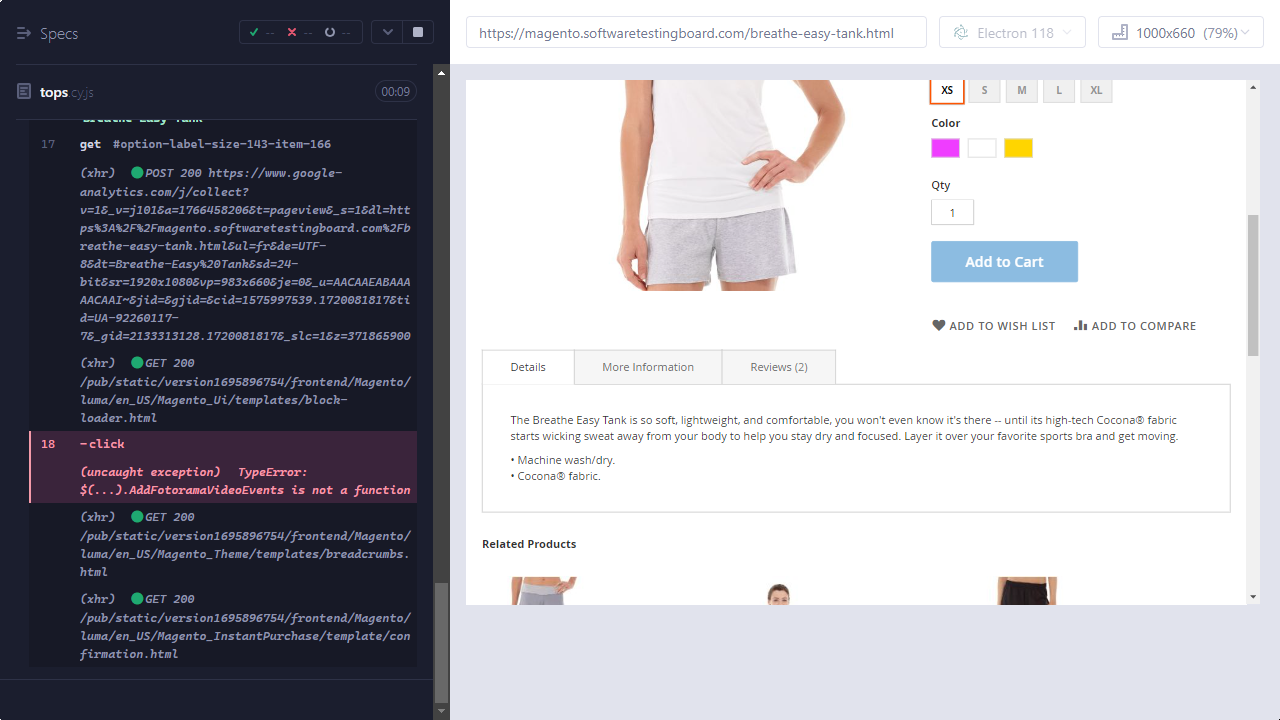 Specs
--
--
--
https://magento.softwaretestingboard.com/breathe-easy-tank.html
Electron 118
1000x660 (79%)
tops.cy.js
00:09
Breathe Easy Tank
17 get #option-label-size-143-item-166
(xhr) POST 200 https://www.google-
analytics.com/j/collect?
v=1&_v=j101&a=1766458206&t=pageview&_s=1&dl=htt
ps%3A%2F%2Fmagento.softwaretestingboard.com%2Fb
reathe-easy-tank.html&ul=fr&de=UTF-
8&dt=Breathe-Easy%20Tank&sd=24-
bit&sr=1920x1080&vp=983x660&je=0&_u=AACAAEABAAA
AACAAI~&jid=&gjid=&cid=1575997539.1720081817&ti
d=UA-92260117-
7&_gid=2133313128.1720081817&_slc=1&z=371865900
(xhr) GET 200
/pub/static/version1695896754/frontend/Magento/
luma/en_US/Magento_Ui/templates/block-
loader.html
18 -click
(uncaught exception) TypeError:
$(...).AddFotoramaVideoEvents is not a function
(xhr) GET 200
/pub/static/version1695896754/frontend/Magento/
luma/en_US/Magento_Theme/templates/breadcrumbs.
html
(xhr) GET 200
/pub/static/version1695896754/frontend/Magento/
luma/en_US/Magento_InstantPurchase/template/con
firmation.html
XS S M L XL
Color
Qty
1
Add to Cart
ADD TO WISH LIST ADD TO COMPARE
Details More Information Reviews (2)
The Breathe Easy Tank is so soft, lightweight, and comfortable, you won't even know it's there -- until its high-tech Cocona® fabric
starts wicking sweat away from your body to help you stay dry and focused. Layer it over your favorite sports bra and get moving.
• Machine wash/dry.
• Cocona® fabric.
Related Products